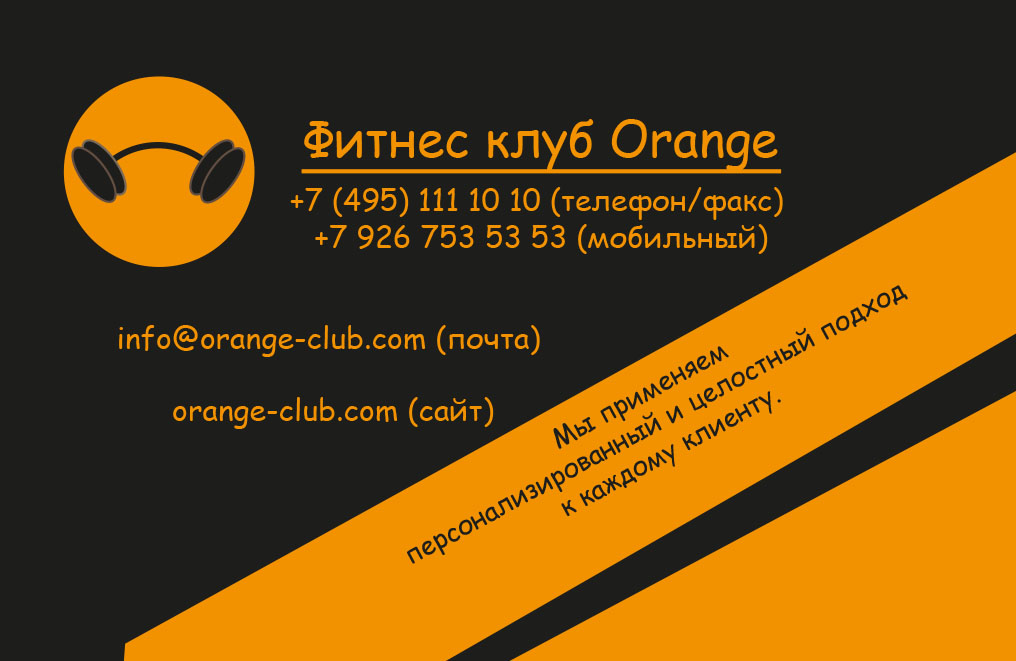 Фитнес клуб Orange
+7 (495) 111 10 10 (телефон/факс)
+7 926 753 53 53 (мобильный)
info@orange-club.com (почта)
orange-club.com (сайт)
Мы применяем
персонализированный и целостный подход
к каждому клиенту.